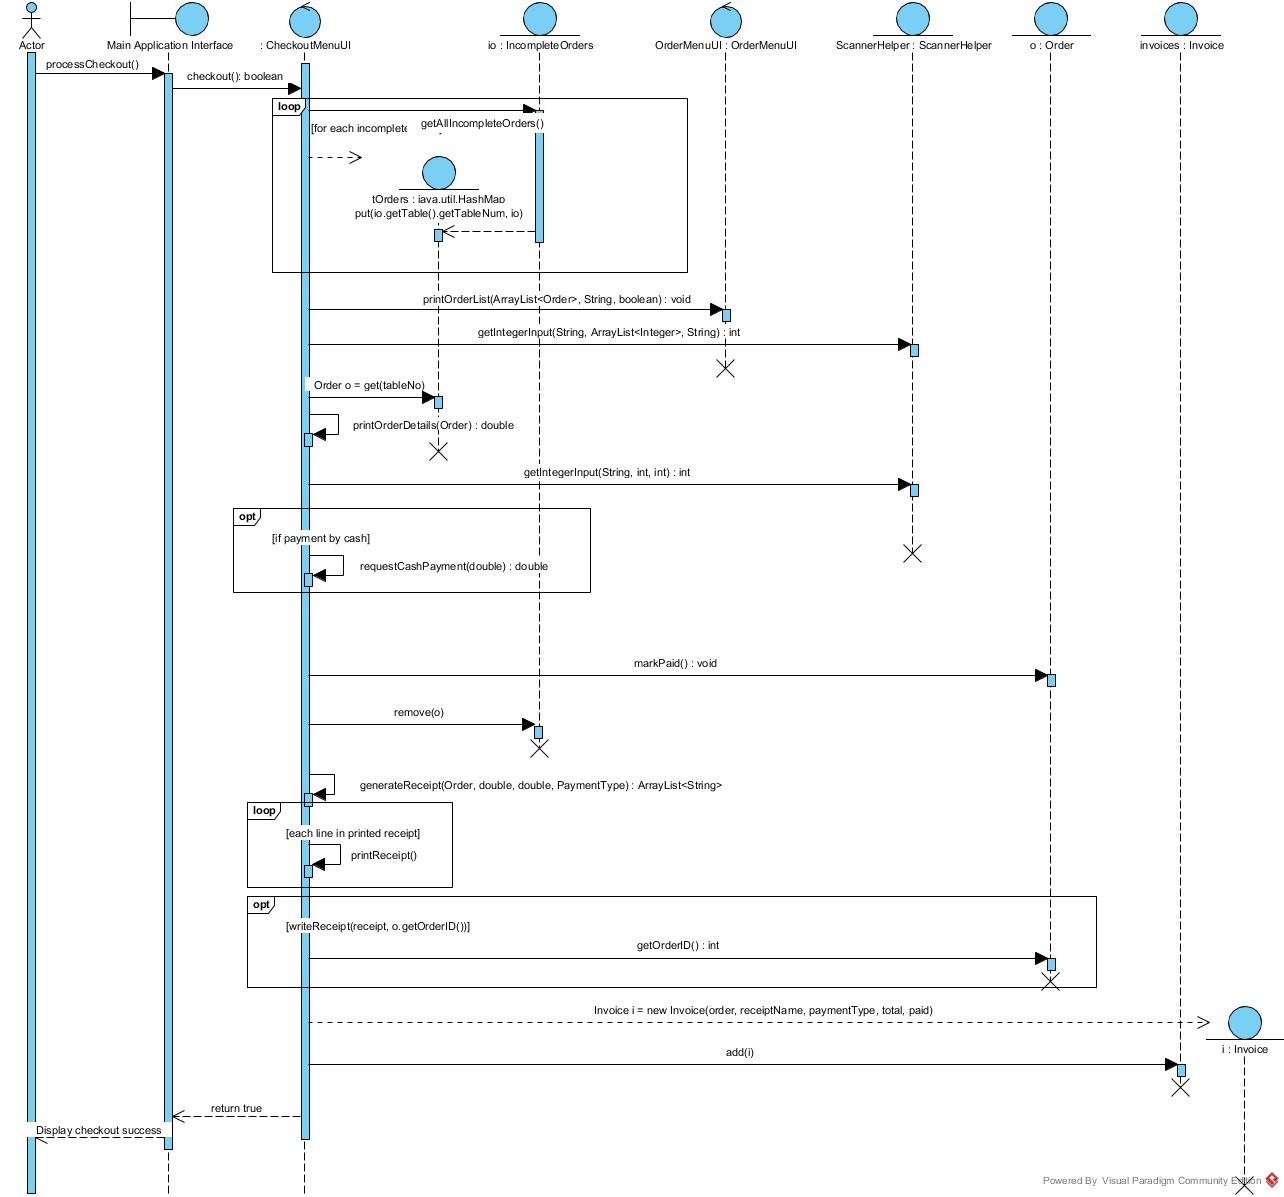 Actor
Main Application Interface
: CheckoutMenuUI
io : IncompleteOrders
OrderMenuUI : OrderMenuUI
ScannerHelper : ScannerHelper
o : Order
invoices : Invoice
processCheckout()
checkout(): boolean
loop
getAllIncompleteOrders()
[for each incomplete
tOrders : java.util.HashMap
put(io.getTable().getTableNum, io)
printOrderList(ArrayList<Order>, String, boolean) : void
getIntegerInput(String, ArrayList<Integer>, String) : int
Order o = get(tableNo)
printOrderDetails(Order) : double
getIntegerInput(String, int, int) : int
opt
[if payment by cash]
requestCashPayment(double) : double
markPaid() : void
remove(o)
generateReceipt(Order, double, double, PaymentType) : ArrayList<String>
loop
[each line in printed receipt]
printReceipt()
opt
[writeReceipt(receipt, o.getOrderID())]
getOrderID() : int
Invoice i = new Invoice(order, receiptName, paymentType, total, paid)
i : Invoice
add(i)
return true
Display checkout success
Powered By Visual Paradigm Community Edition